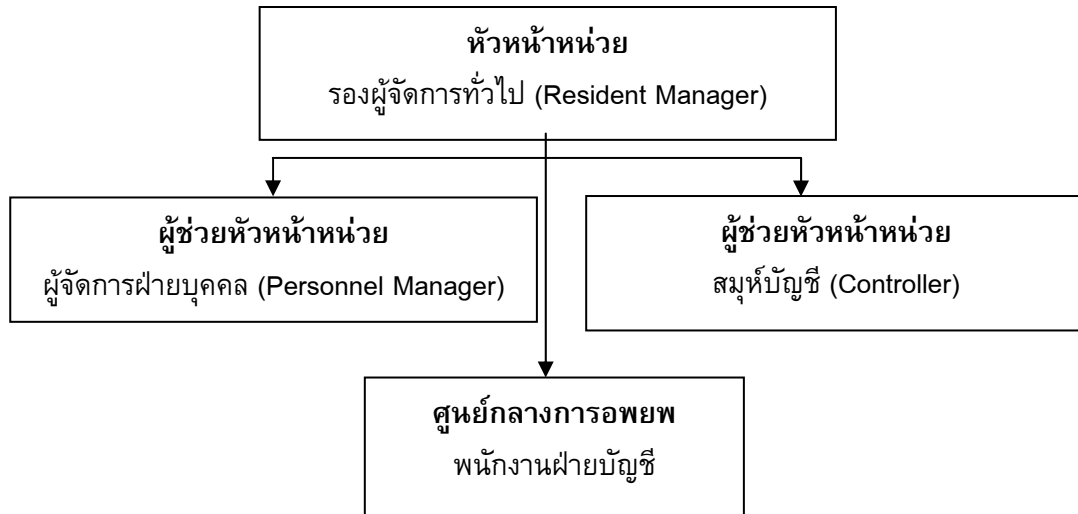 หัวหน้าหน่วย
รองผู้จัดการทั่วไป (Resident Manager)
ผู้ช่วยหัวหน้าหน่วย
ผู้จัดการฝ่ายบุคคล (Personnel Manager)
ผู้ช่วยหัวหน้าหน่วย
สมุห์บัญชี (Controller)
ศูนย์กลางการอพยพ
พนักงานฝ่ายบัญชี